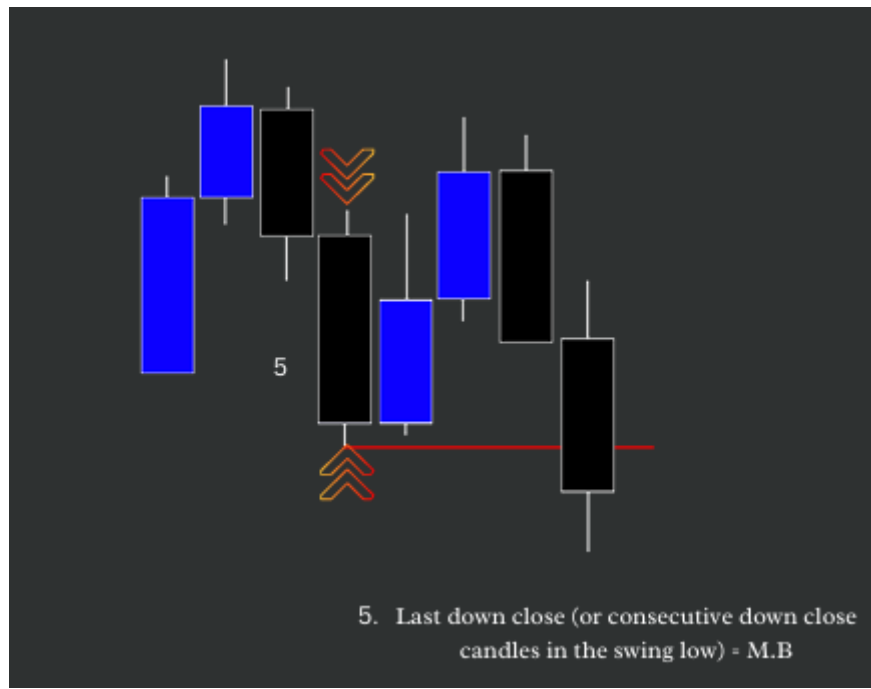 5
5. Last down close (or consecutive down close
candles in the swing low) = M.B